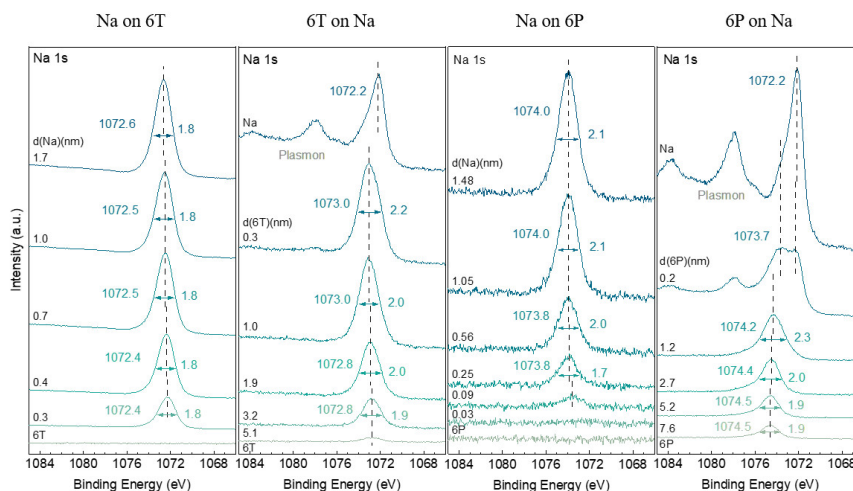 Na on 6T
6T on Na
Na on 6P
6P on Na
Intensity (a.u.)
Na 1s
1072.6
1.8
d(Na)(nm)
1.7
1072.5
1.8
1.0
1072.5
1.8
0.7
1072.4
1.8
0.4
1072.4
1.8
0.3
6T
1084 1080 1076 1072 1068
Binding Energy (eV)
Na 1s
1072.2
Na
Plasmon
d(6T)(nm)
0.3
1073.0
2.2
1073.0
2.0
1.0
1072.8
2.0
1.9
1072.8
1.9
3.2
5.1
6T
1084 1080 1076 1072 1068
Binding Energy (eV)
Na 1s
1074.0
2.1
d(Na)(nm)
1.48
1074.0
2.1
1.05
1073.8
2.0
0.56
1073.8
1.7
0.25
0.09
0.03
6P
1084 1080 1076 1072 1068
Binding Energy (eV)
Na 1s
1072.2
Na
Plasmon
1073.7
d(6P)(nm)
0.2
1074.2
2.3
1.2
1074.4
2.0
2.7
1074.5
1.9
5.2
1074.5
1.9
7.6
6P
1084 1080 1076 1072 1068
Binding Energy (eV)